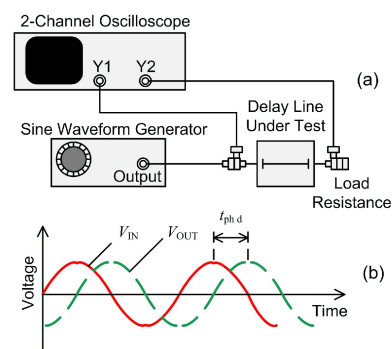 2-Channel Oscilloscope
Y1 Y2
(a)
Delay Line
Under Test
Sine Waveform Generator
Output
Load
Resistance
V_IN V_OUT t_ph d
(b)
Voltage
Time